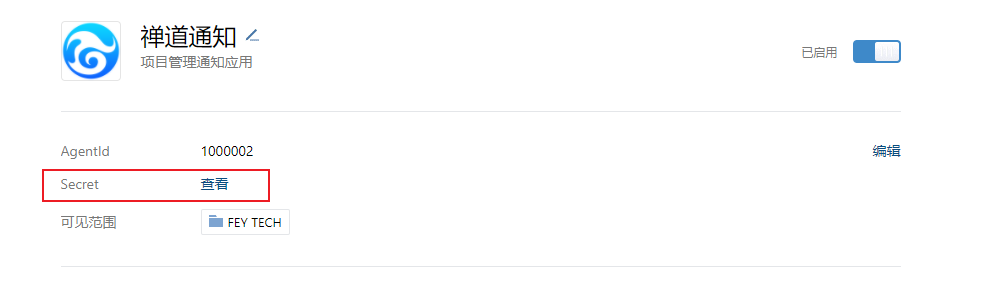 禅道通知
项目管理通知应用
已启用
AgentId 1000002 编辑
Secret 查看
可见范围 FEY TECH